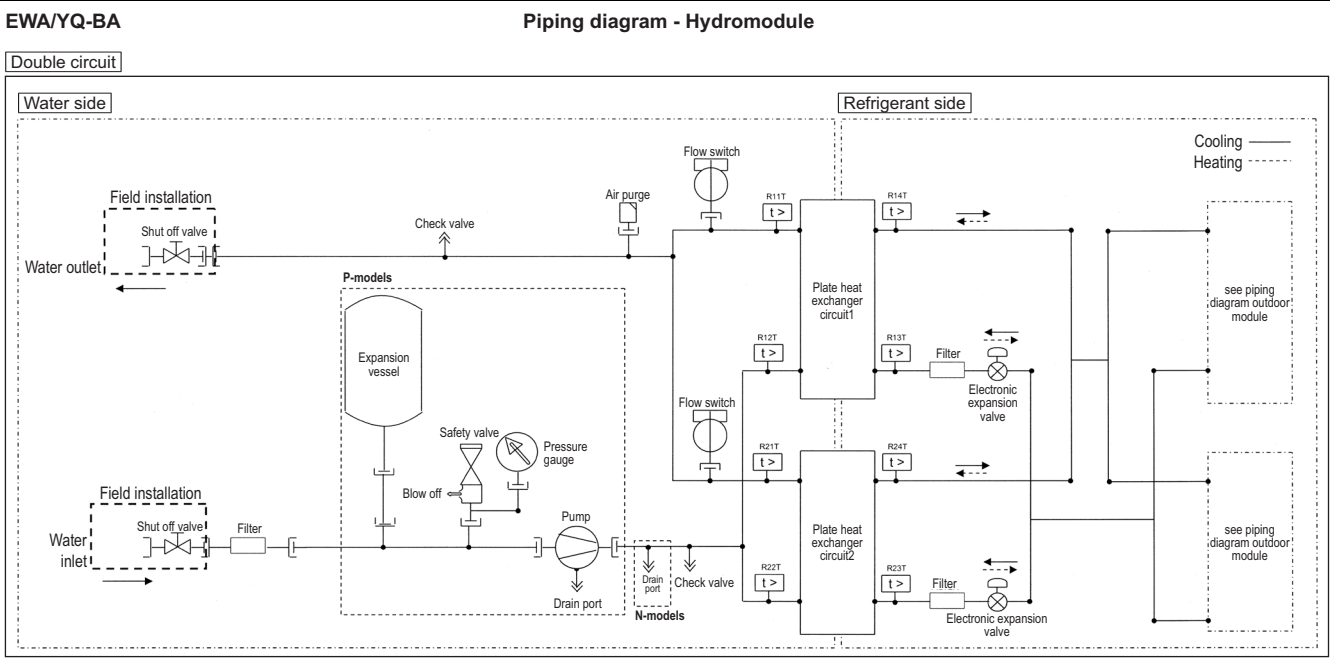 EWA/YQ-BA
Piping diagram - Hydromodule
Double circuit
Water side
Refrigerant side
Cooling
Heating
Flow switch
Field installation
Air purge
R11T
t >
R14T
t >
Check valve
Shut off valve
Water outlet
P-models
Plate heat
exchanger
circuit1
see piping
diagram outdoor
module
Expansion
vessel
R12T
t >
R13T
t >
Filter
Electronic
expansion
valve
Flow switch
Safety valve
Pressure
gauge
R21T
t >
R24T
t >
Blow off
Field installation
Shut off valve
Filter
Water
inlet
Pump
Plate heat
exchanger
circuit2
see piping
diagram outdoor
module
Drain port
Drain
port
Check valve
N-models
R22T
t >
R23T
t >
Filter
Electronic expansion
valve